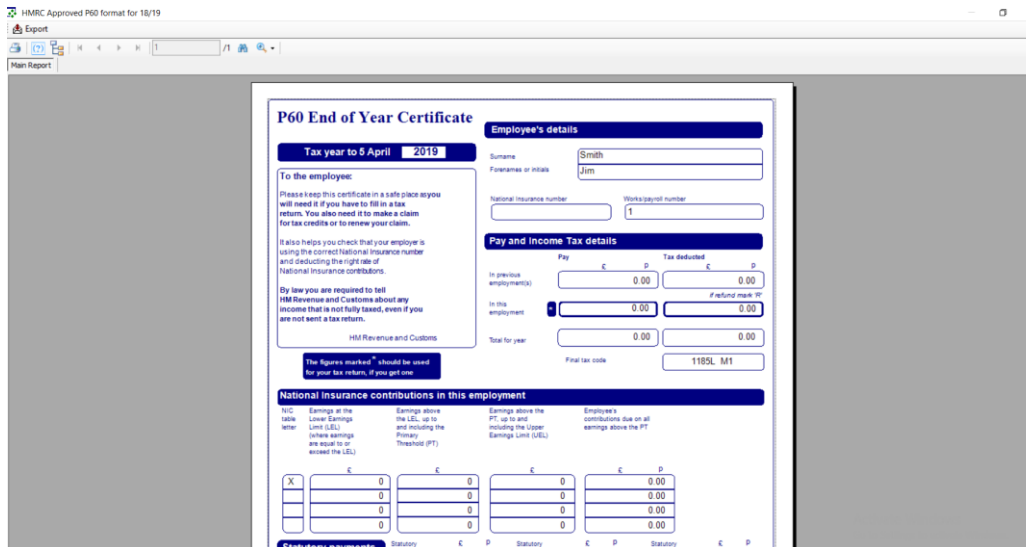 HMRC Approved P60 format for 18/19
Export
1 /1
Main Report
P60 End of Year Certificate
Tax year to 5 April 2019
To the employee:
Please keep this certificate in a safe place as you
will need it if you have to fill in a tax
return. You also need it to make a claim
for tax credits or to renew your claim.
It also helps you check that your employer is
using the correct National Insurance number
and deducting the right rate of
National Insurance contributions.
By law you are required to tell
HM Revenue and Customs about any
income that is not fully taxed, even if you
are not sent a tax return.
HM Revenue and Customs
The figures marked * should be used
for your tax return, if you get one
Employee's details
Surname Smith
Forenames or initials Jim
National Insurance number Works/payroll number
1
Pay and Income Tax details
Pay Tax deducted
£ p £ p
In previous
employment(s) 0.00 0.00
if refund mark 'R'
In this
employment * 0.00 0.00
Total for year 0.00 0.00
Final tax code 1185L M1
National Insurance contributions in this employment
NIC
table
letter
Earnings at the
Lower Earnings
Limit (LEL)
(where earnings
are equal to or
exceed the LEL)
Earnings above
the LEL, up to
and including the
Primary
Threshold (PT)
Earnings above the
PT, up to and
including the Upper
Earnings Limit (UEL)
Employee's
contributions due on all
earnings above the PT
£ £ £ £ p
X 0 0 0 0.00
0 0 0 0.00
0 0 0 0.00
0 0 0 0.00
Statutory payments Statutory £ p Statutory £ p Statutory £ p